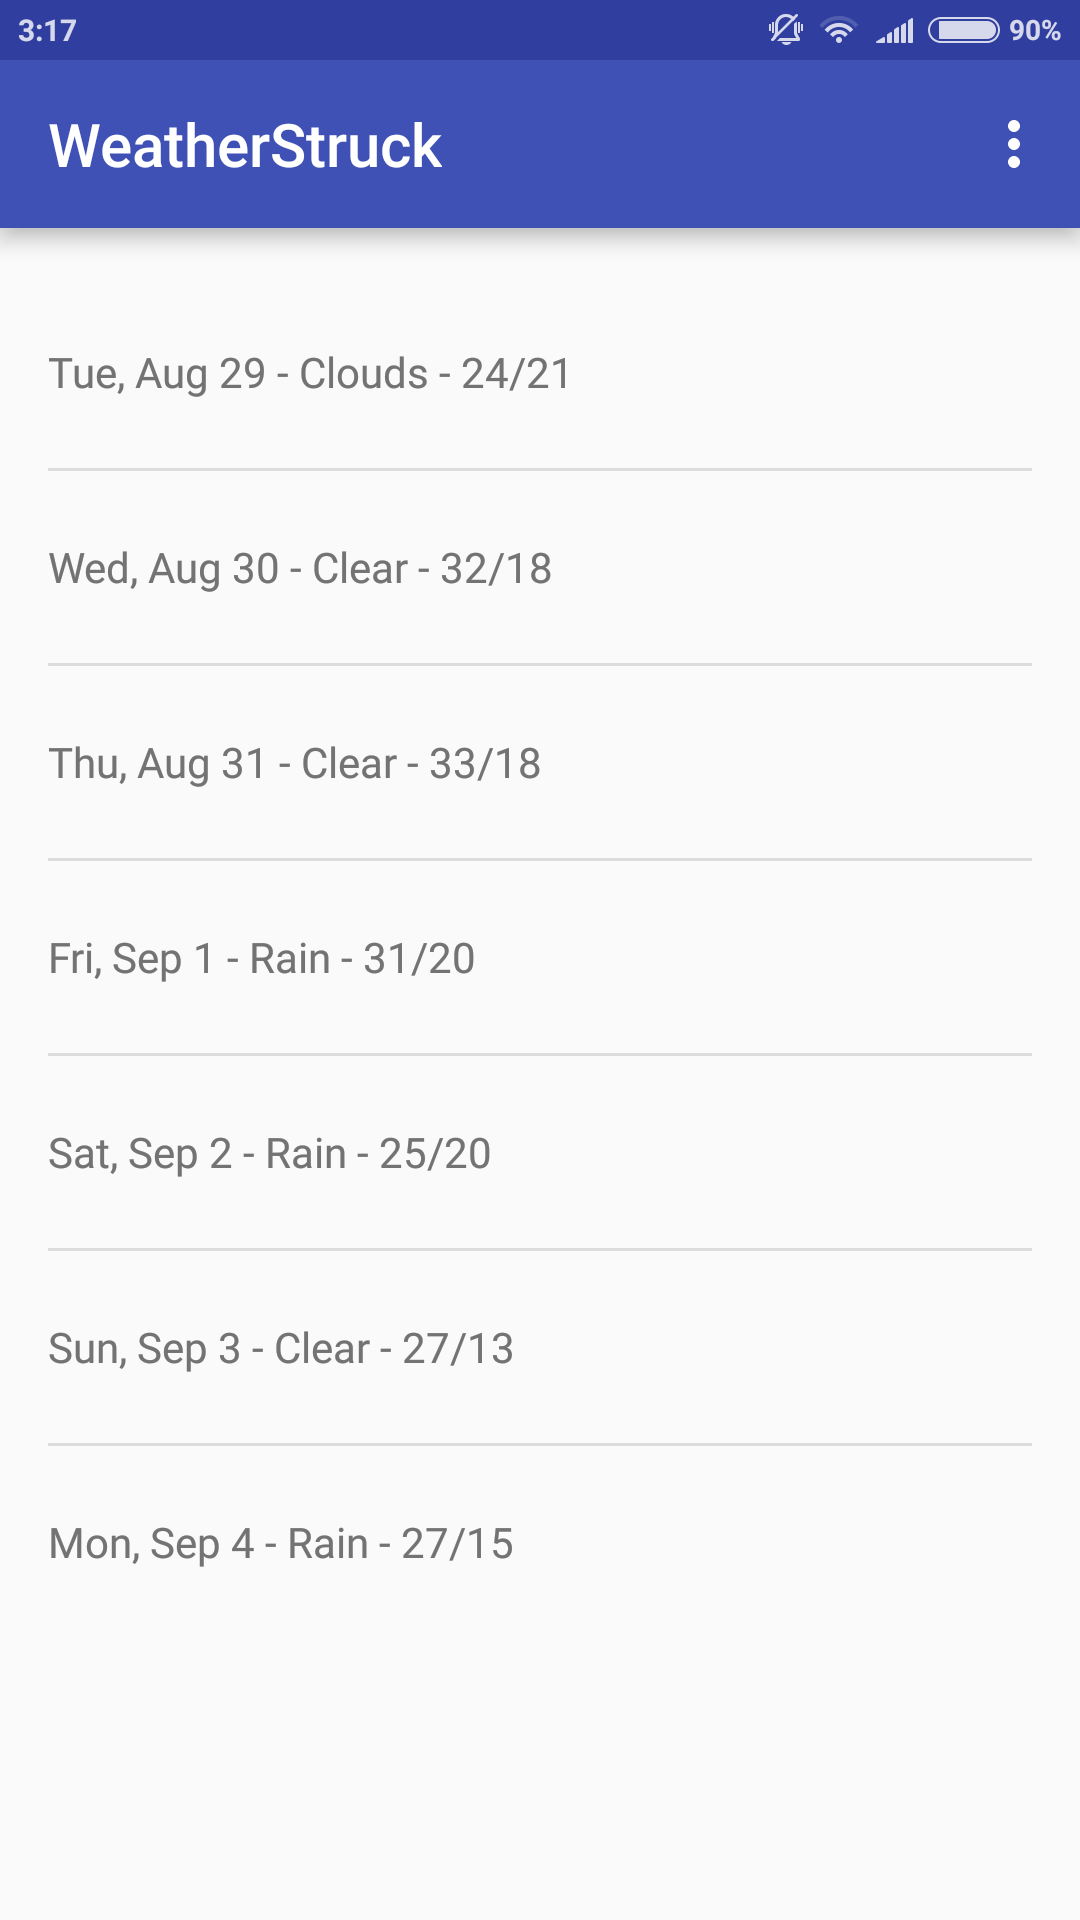 3:17
90%
WeatherStruck
Tue, Aug 29 - Clouds - 24/21
Wed, Aug 30 - Clear - 32/18
Thu, Aug 31 - Clear - 33/18
Fri, Sep 1 - Rain - 31/20
Sat, Sep 2 - Rain - 25/20
Sun, Sep 3 - Clear - 27/13
Mon, Sep 4 - Rain - 27/15